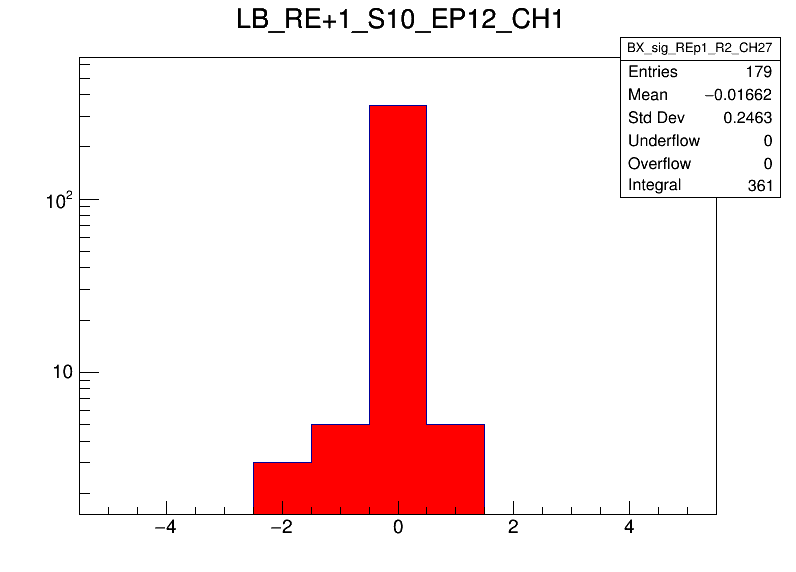 LB_RE+1_S10_EP12_CH1
BX_sig_REp1_R2_CH27
Entries 179
Mean −0.01662
Std Dev 0.2463
Underflow 0
Overflow 0
Integral 361
10²
10
−4 −2 0 2 4